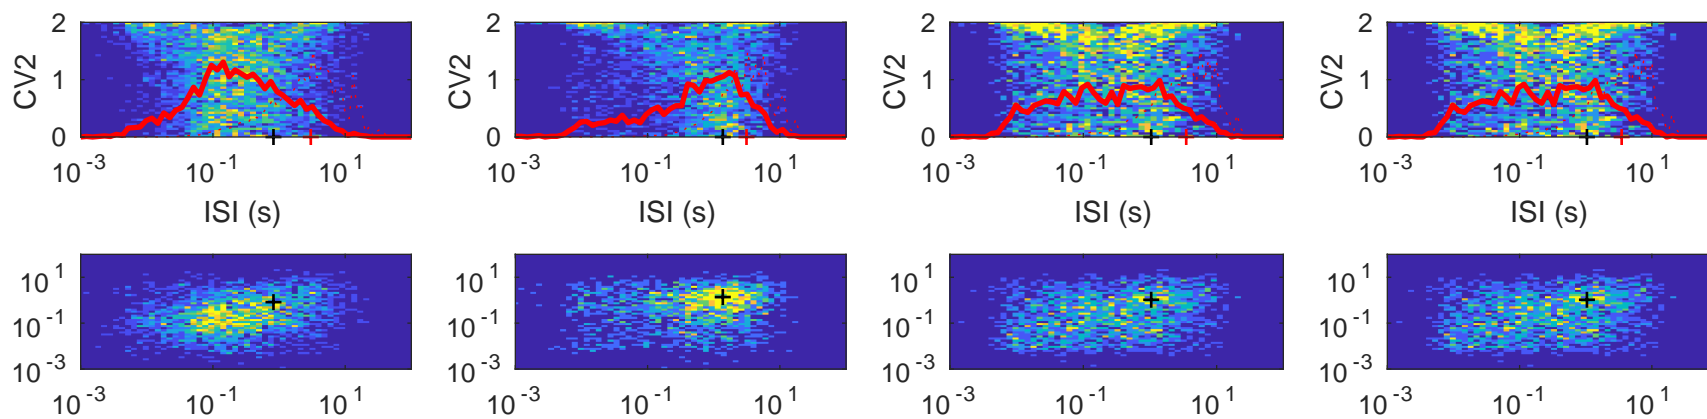 2 2 2 2
CV2 CV2 CV2 CV2
1 1 1 1
0 0 0 0
10^-3 10^-1 10^1 10^-3 10^-1 10^1 10^-3 10^-1 10^1 10^-3 10^-1 10^1
ISI (s) ISI (s) ISI (s) ISI (s)
10^1 10^1 10^1 10^1
10^-1 10^-1 10^-1 10^-1
10^-3 10^-3 10^-3 10^-3
10^-3 10^-1 10^1 10^-3 10^-1 10^1 10^-3 10^-1 10^1 10^-3 10^-1 10^1